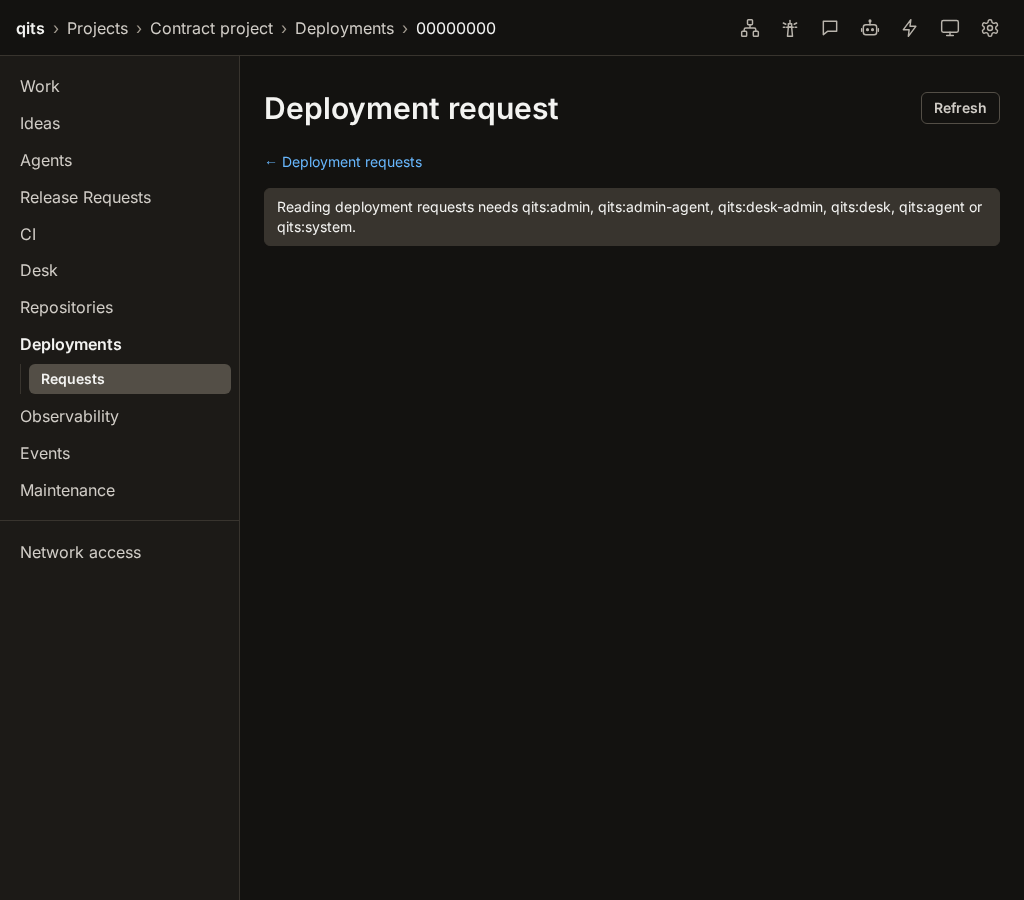 qits › Projects › Contract project › Deployments › 00000000
Work
Ideas
Agents
Release Requests
CI
Desk
Repositories
Deployments
Requests
Observability
Events
Maintenance
Network access
Deployment request
Refresh
← Deployment requests
Reading deployment requests needs qits:admin, qits:admin-agent, qits:desk-admin, qits:desk, qits:agent or
qits:system.